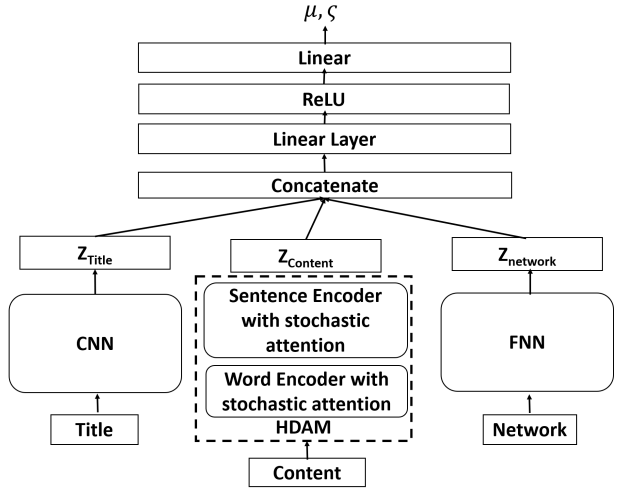 μ, ς
Linear
ReLU
Linear Layer
Concatenate
Z_Title
Z_Content
Z_network
CNN
Sentence Encoder
with stochastic
attention
Word Encoder with
stochastic attention
HDAM
FNN
Title
Content
Network